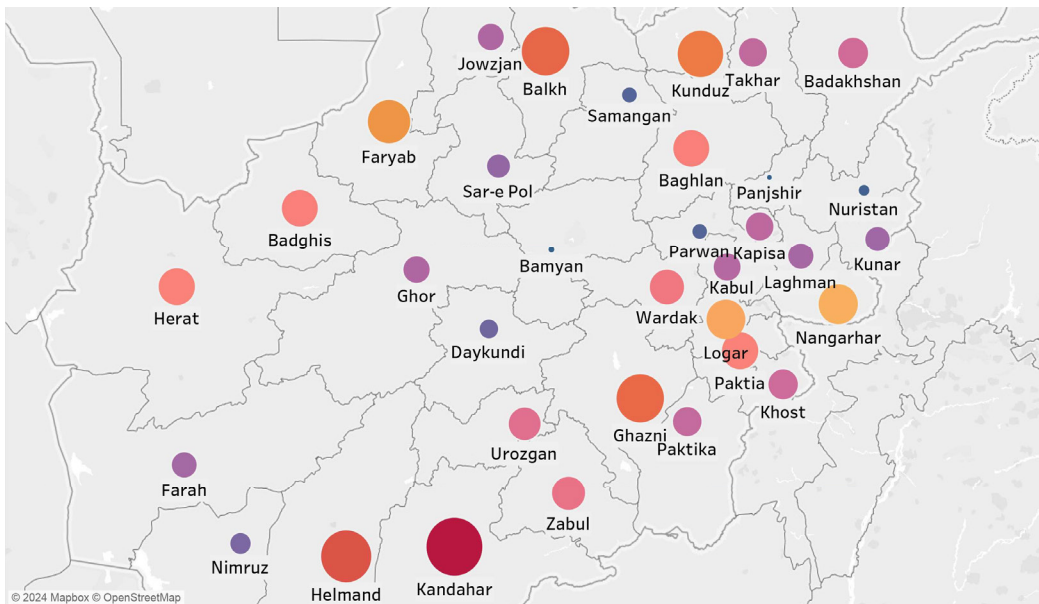 Jowzjan
Balkh
Kunduz
Takhar
Badakhshan
Samangan
Faryab
Baghlan
Sar-e Pol
Panjshir
Nuristan
Badghis
Parwan
Kapisa
Kunar
Bamyan
Laghman
Kabul
Ghor
Herat
Wardak
Nangarhar
Daykundi
Logar
Paktia
Khost
Ghazni
Paktika
Urozgan
Farah
Zabul
Nimruz
Helmand
Kandahar
© 2024 Mapbox © OpenStreetMap